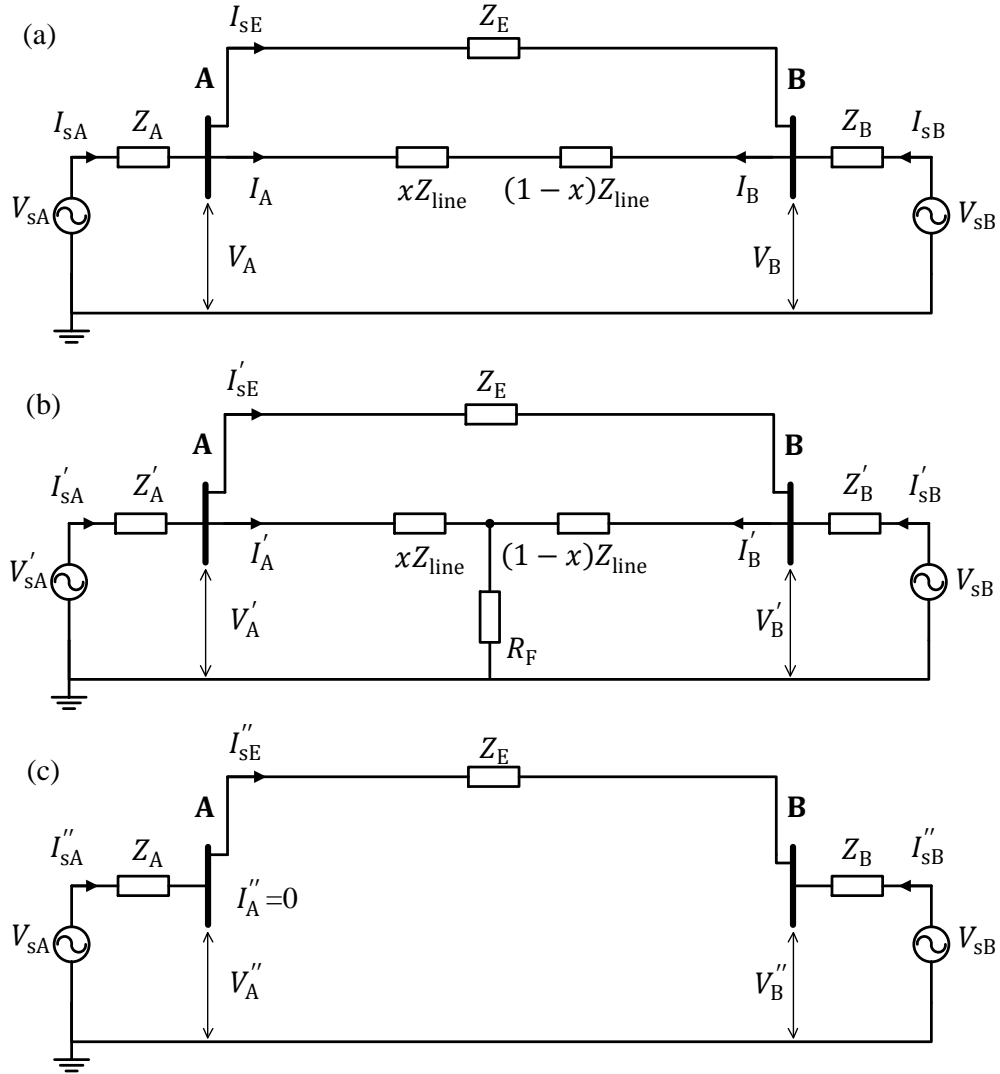 (a)
I_sE
Z_E
A
B
I_sA
Z_A
Z_B
I_sB
I_A
xZ_line
(1 − x)Z_line
I_B
V_sA
V_A
V_B
V_sB
(b)
I'_sE
Z_E
A
B
I'_sA
Z'_A
Z'_B
I'_sB
I'_A
xZ_line
(1 − x)Z_line
I'_B
V'_sA
V'_A
R_F
V'_B
V_sB
(c)
I''_sE
Z_E
A
B
I''_sA
Z_A
Z_B
I''_sB
I''_A =0
V_sA
V''_A
V''_B
V_sB